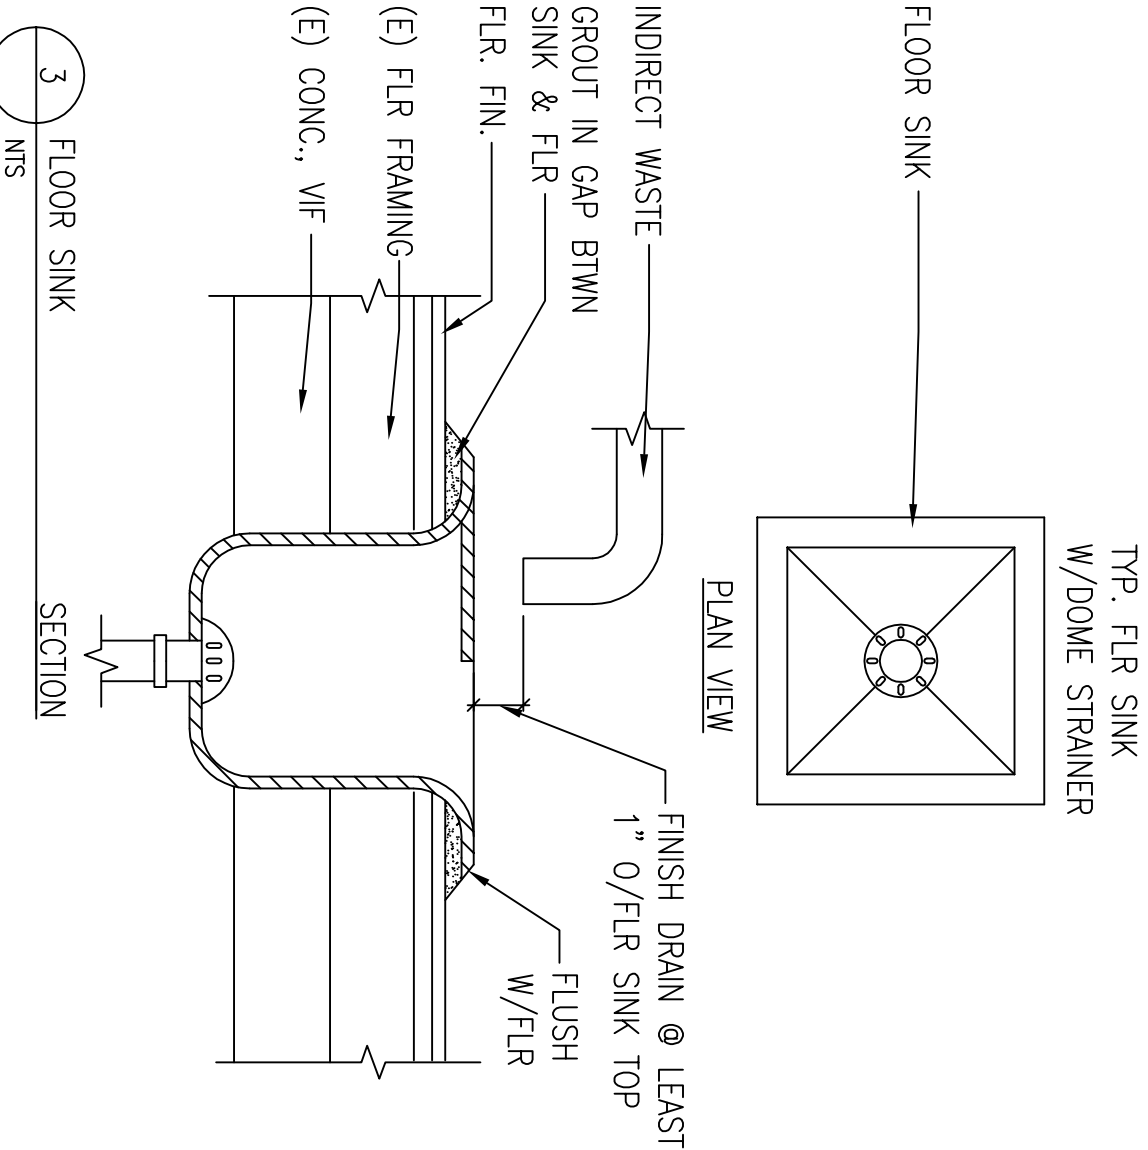 TYP. FLR SINK
W/DOME STRAINER
FLOOR SINK
PLAN VIEW
INDIRECT WASTE
GROUT IN GAP BTWN
SINK & FLR
FLR. FIN.
(E) FLR FRAMING
(E) CONC., VIF
FINISH DRAIN @ LEAST
1" O/FLR SINK TOP
FLUSH
W/FLR
SECTION
3
FLOOR SINK
NTS